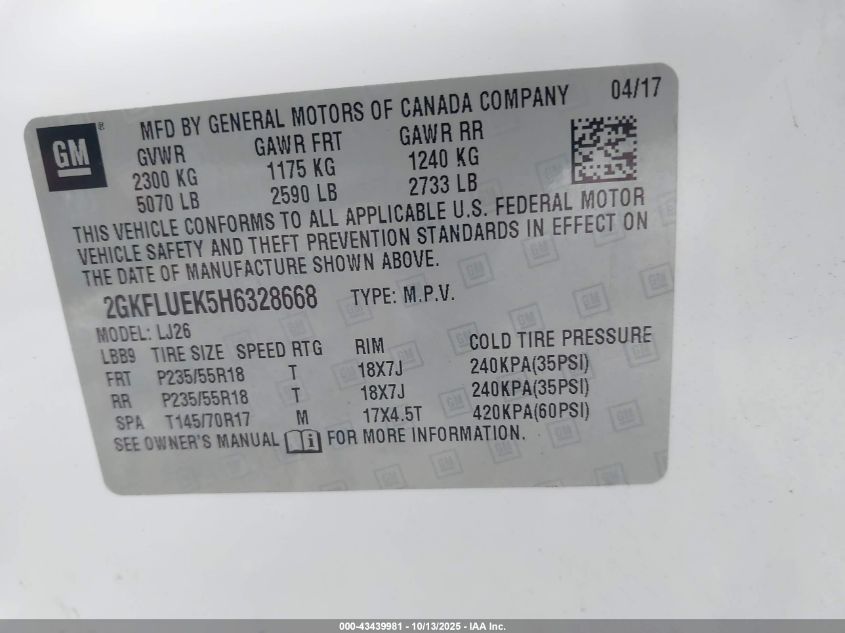 GM ®
MFD BY GENERAL MOTORS OF CANADA COMPANY 04/17
GVWR GAWR FRT GAWR RR
2300 KG 1175 KG 1240 KG
5070 LB 2590 LB 2733 LB
THIS VEHICLE CONFORMS TO ALL APPLICABLE U.S. FEDERAL MOTOR
VEHICLE SAFETY AND THEFT PREVENTION STANDARDS IN EFFECT ON
THE DATE OF MANUFACTURE SHOWN ABOVE.
2GKFLUEK5H6328668 TYPE: M.P.V.
MODEL: LJ26
LBB9 TIRE SIZE SPEED RTG RIM COLD TIRE PRESSURE
FRT P235/55R18 T 18X7J 240KPA(35PSI)
RR P235/55R18 T 18X7J 240KPA(35PSI)
SPA T145/70R17 M 17X4.5T 420KPA(60PSI)
SEE OWNER'S MANUAL i FOR MORE INFORMATION.
000-43439981 - 10/13/2025 - IAA Inc.